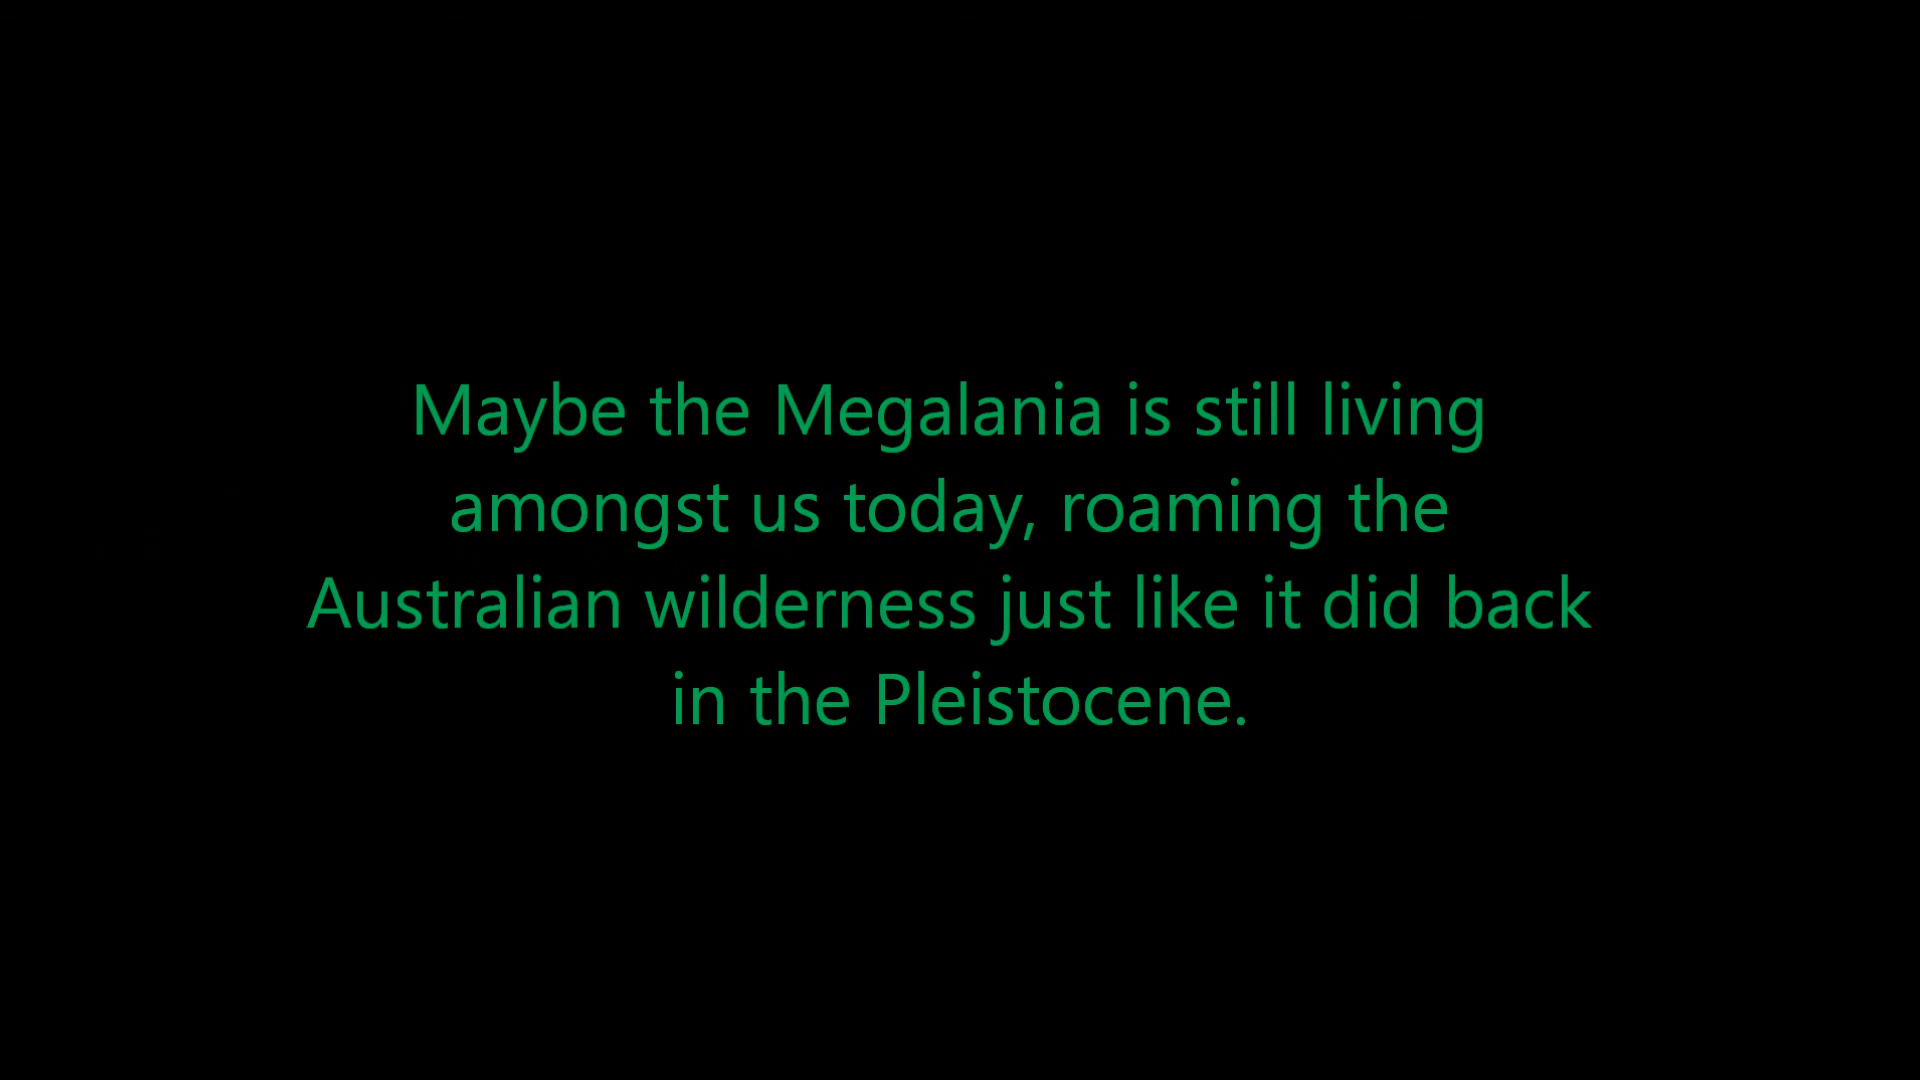 Maybe the Megalania is still living
amongst us today, roaming the
Australian wilderness just like it did back
in the Pleistocene.